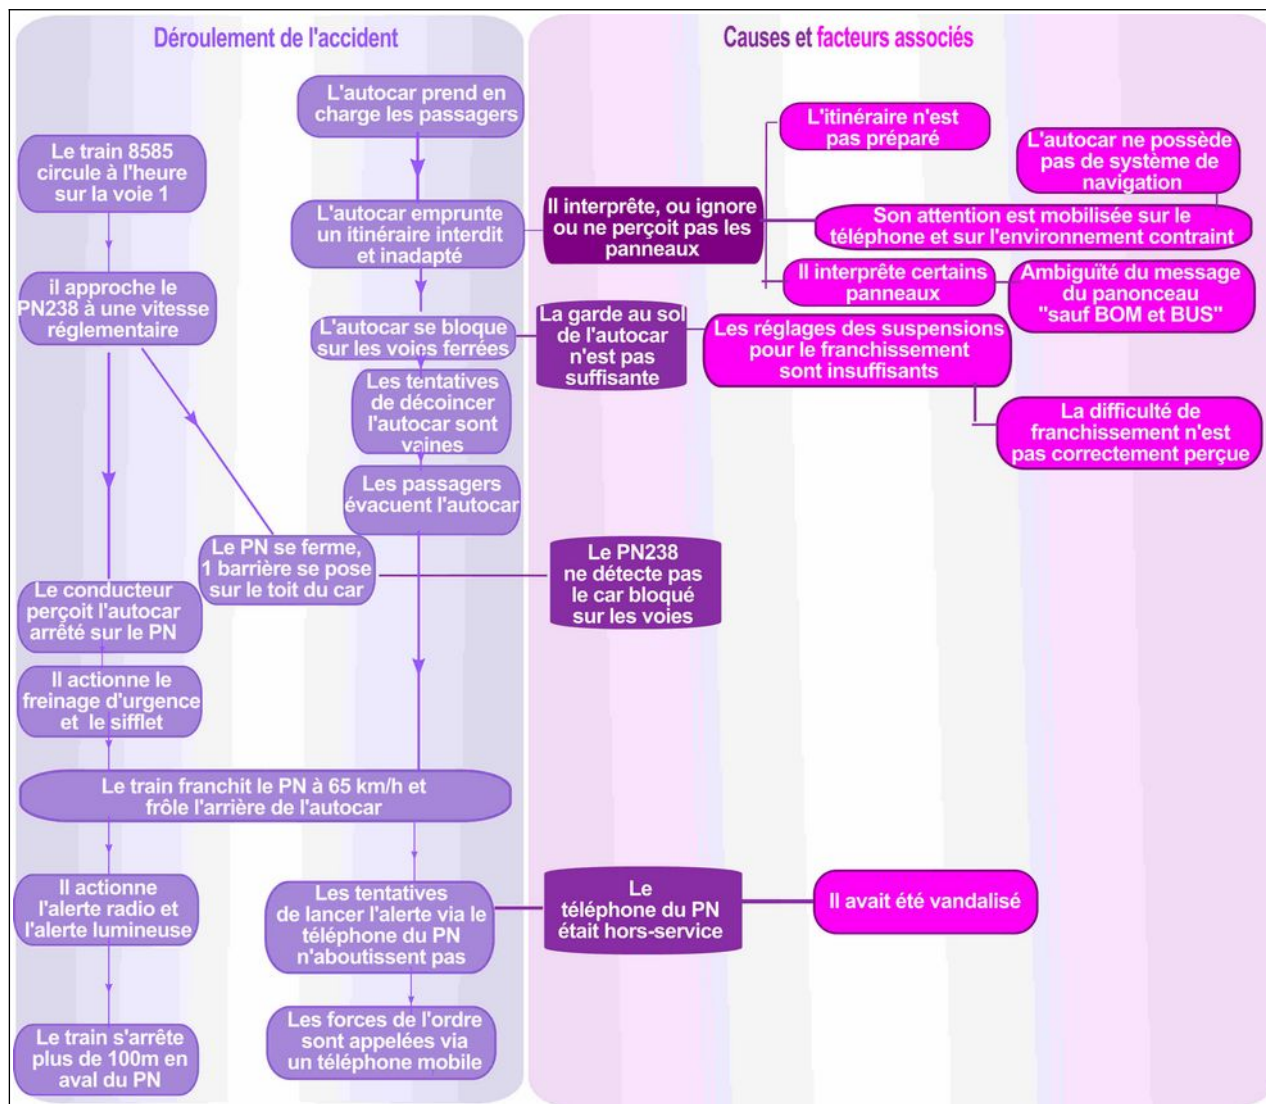 Déroulement de l'accident
Causes et facteurs associés
L'autocar prend en
charge les passagers
Le train 8585
circule à l'heure
sur la voie 1
L'autocar emprunte
un itinéraire interdit
et inadapté
il approche le
PN238 à une vitesse
réglementaire
L'autocar se bloque
sur les voies ferrées
Les tentatives
de décoincer
l'autocar sont
vaines
Les passagers
évacuent l'autocar
Le PN se ferme,
1 barrière se pose
sur le toit du car
Le conducteur
perçoit l'autocar
arrêté sur le PN
Il actionne le
freinage d'urgence
et le sifflet
Le train franchit le PN à 65 km/h et
frôle l'arrière de l'autocar
Il actionne
l'alerte radio et
l'alerte lumineuse
Les tentatives
de lancer l'alerte via le
téléphone du PN
n'aboutissent pas
Le train s'arrête
plus de 100m en
aval du PN
Les forces de l'ordre
sont appelées via
un téléphone mobile
Il interprête, ou ignore
ou ne perçoit pas les
panneaux
L'itinéraire n'est
pas préparé
L'autocar ne possède
pas de système de
navigation
Son attention est mobilisée sur le
téléphone et sur l'environnement contraint
Il interprête certains
panneaux
Ambiguïté du message
du panonceau
"sauf BOM et BUS"
La garde au sol
de l'autocar
n'est pas
suffisante
Les réglages des suspensions
pour le franchissement
sont insuffisants
La difficulté de
franchissement n'est
pas correctement perçue
Le PN238
ne détecte pas
le car bloqué
sur les voies
Le
téléphone du PN
était hors-service
Il avait été vandalisé